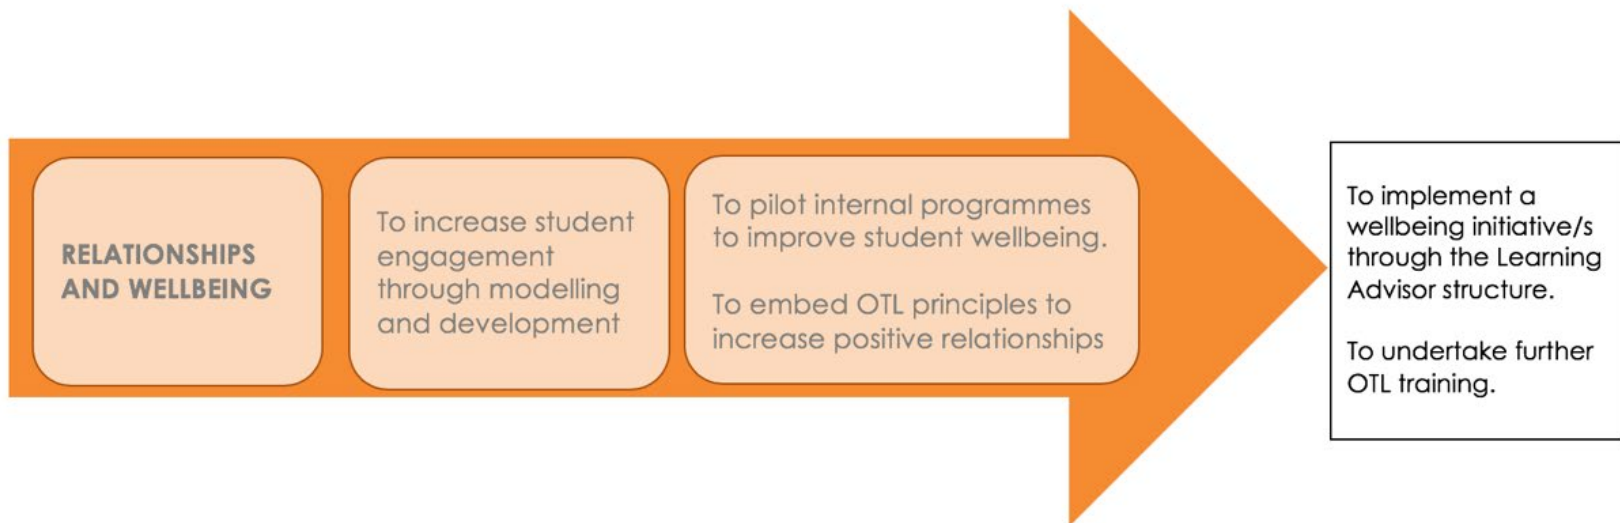 RELATIONSHIPS
AND WELLBEING
To increase student
engagement
through modelling
and development
To pilot internal programmes
to improve student wellbeing.
To embed OTL principles to
increase positive relationships
To implement a
wellbeing initiative/s
through the Learning
Advisor structure.
To undertake further
OTL training.